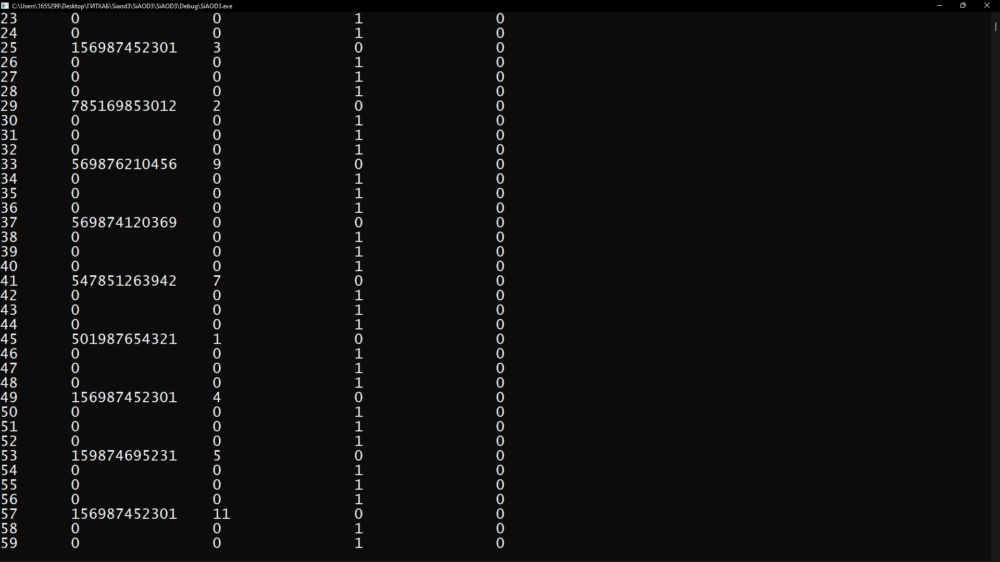 C:\Users\1655299\Desktop\ГИТХАБ\Siaod3\SiAOD3\SiAOD3\Debug\SiAOD3.exe
23 0 0 1 0
24 0 0 1 0
25 156987452301 3 0 0
26 0 0 1 0
27 0 0 1 0
28 0 0 1 0
29 785169853012 2 0 0
30 0 0 1 0
31 0 0 1 0
32 0 0 1 0
33 569876210456 9 0 0
34 0 0 1 0
35 0 0 1 0
36 0 0 1 0
37 569874120369 0 0 0
38 0 0 1 0
39 0 0 1 0
40 0 0 1 0
41 547851263942 7 0 0
42 0 0 1 0
43 0 0 1 0
44 0 0 1 0
45 501987654321 1 0 0
46 0 0 1 0
47 0 0 1 0
48 0 0 1 0
49 156987452301 4 0 0
50 0 0 1 0
51 0 0 1 0
52 0 0 1 0
53 159874695231 5 0 0
54 0 0 1 0
55 0 0 1 0
56 0 0 1 0
57 156987452301 11 0 0
58 0 0 1 0
59 0 0 1 0